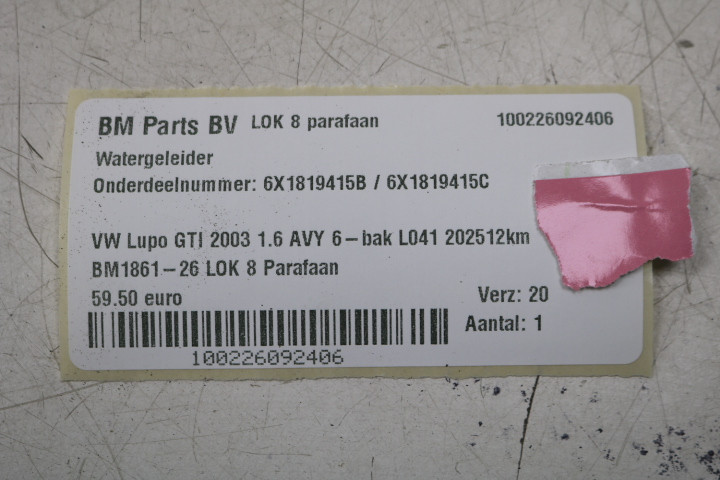 BM Parts BV LOK 8 parafaan 100226092406
Watergeleider
Onderdeelnummer: 6X1819415B / 6X1819415C
VW Lupo GTI 2003 1.6 AVY 6-bak L041 202512km
BM1861-26 LOK 8 Parafaan
59.50 euro Verz: 20
Aantal: 1
100226092406